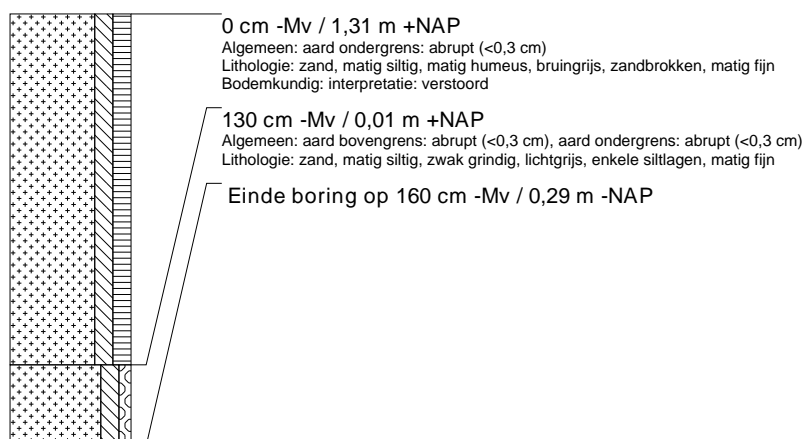 0 cm -Mv / 1,31 m +NAP
Algemeen: aard ondergrens: abrupt (<0,3 cm)
Lithologie: zand, matig siltig, matig humeus, bruingrijs, zandbrokken, matig fijn
Bodemkundig: interpretatie: verstoord
130 cm -Mv / 0,01 m +NAP
Algemeen: aard bovengrens: abrupt (<0,3 cm), aard ondergrens: abrupt (<0,3 cm)
Lithologie: zand, matig siltig, zwak grindig, lichtgrijs, enkele siltlagen, matig fijn
Einde boring op 160 cm -Mv / 0,29 m -NAP